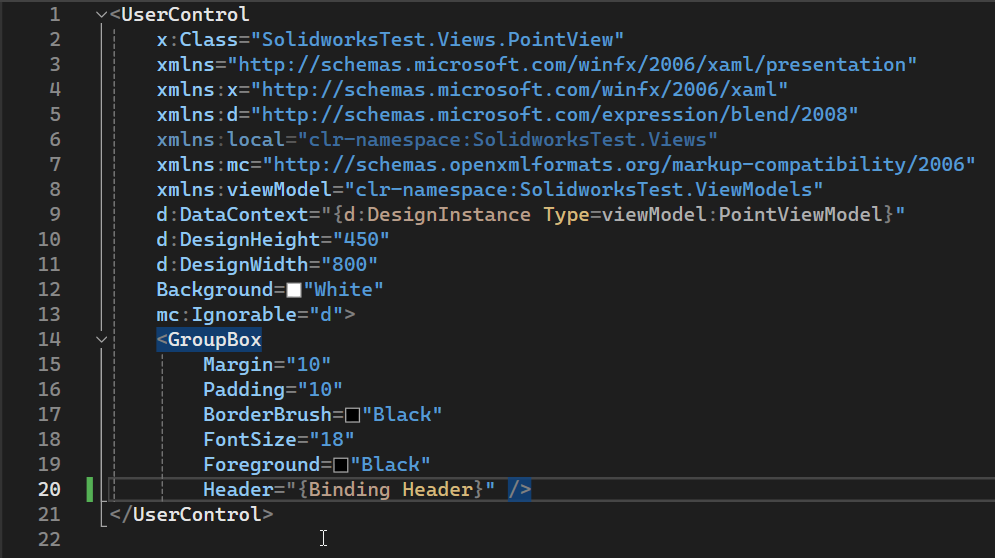 1 <UserControl
2 x:Class="SolidworksTest.Views.PointView"
3 xmlns="http://schemas.microsoft.com/winfx/2006/xaml/presentation"
4 xmlns:x="http://schemas.microsoft.com/winfx/2006/xaml"
5 xmlns:d="http://schemas.microsoft.com/expression/blend/2008"
6 xmlns:local="clr-namespace:SolidworksTest.Views"
7 xmlns:mc="http://schemas.openxmlformats.org/markup-compatibility/2006"
8 xmlns:viewModel="clr-namespace:SolidworksTest.ViewModels"
9 d:DataContext="{d:DesignInstance Type=viewModel:PointViewModel}"
10 d:DesignHeight="450"
11 d:DesignWidth="800"
12 Background="White"
13 mc:Ignorable="d">
14 <GroupBox
15 Margin="10"
16 Padding="10"
17 BorderBrush="Black"
18 FontSize="18"
19 Foreground="Black"
20 Header="{Binding Header}" />
21 </UserControl>
22